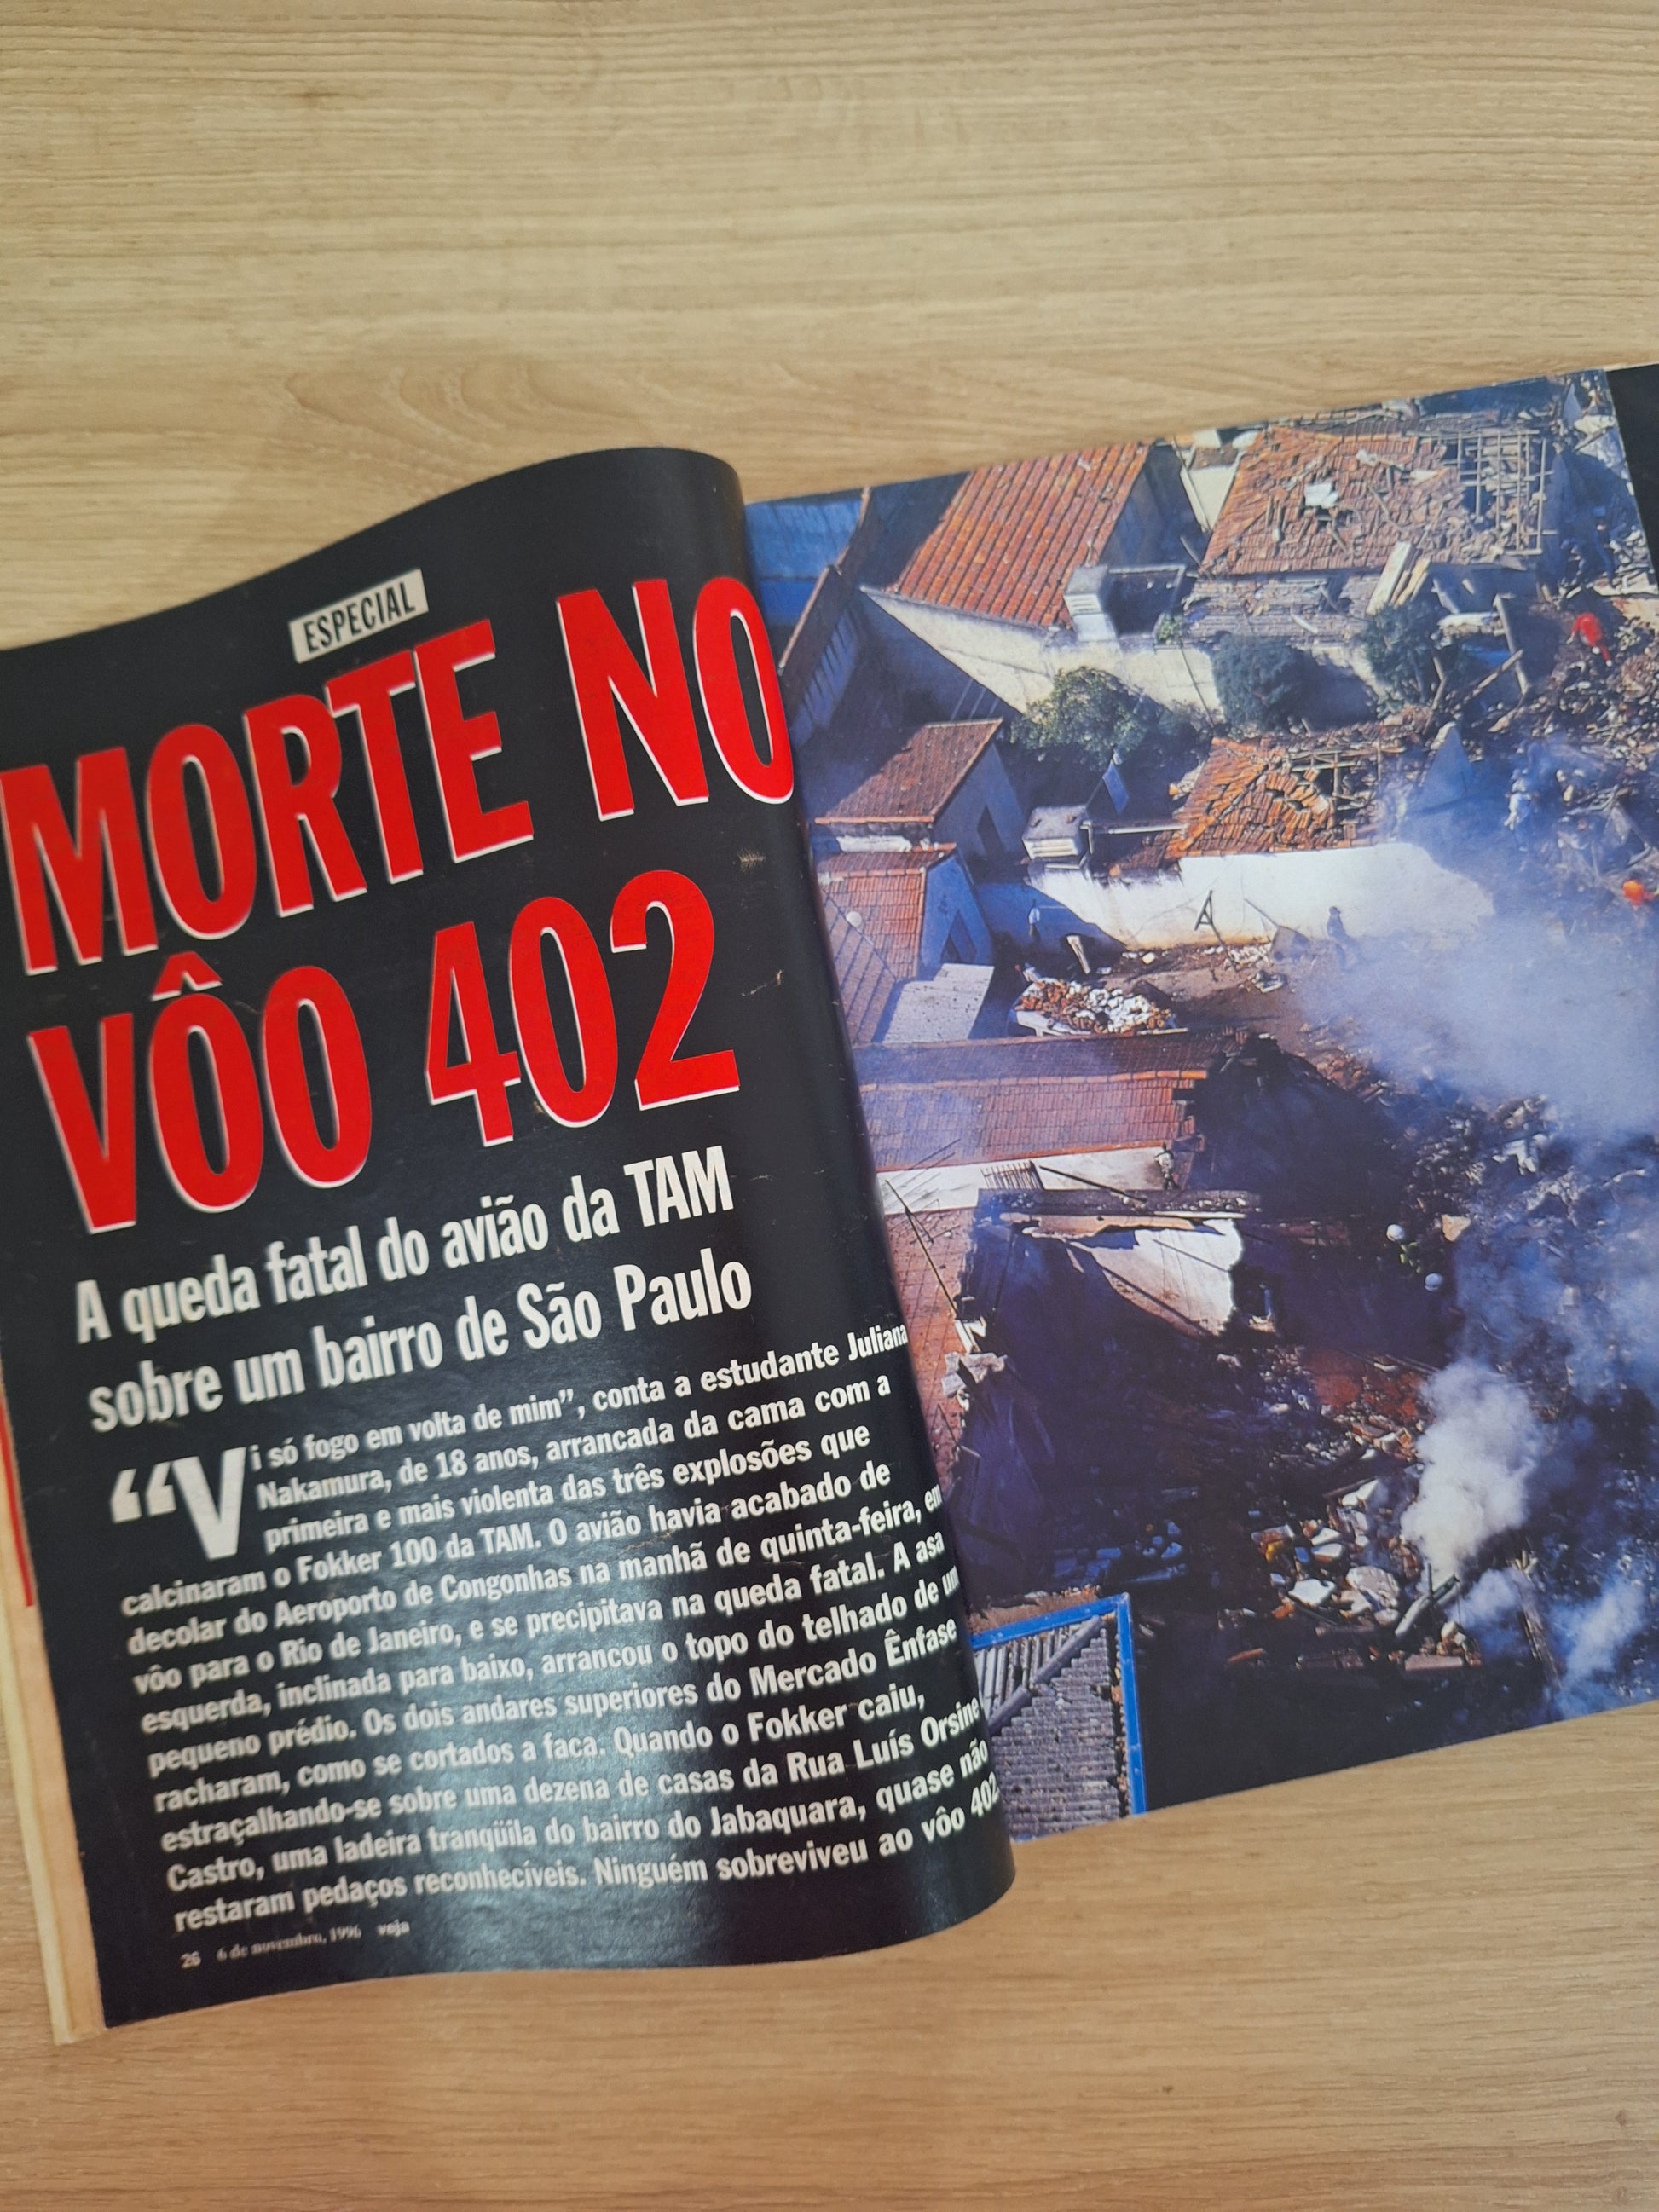 ESPECIAL
MORTE NO
VÔO 402
A queda fatal do avião da TAM
sobre um bairro de São Paulo
“Vi só fogo em volta de mim”, conta a estudante Juliana
Nakamura, de 18 anos, arrancada da cama com a
primeira e mais violenta das três explosões que
calcinaram o Fokker 100 da TAM. O avião havia acabado de
decolar do Aeroporto de Congonhas na manhã de quinta-feira, em
vôo para o Rio de Janeiro, e se precipitava na queda fatal. A asa
esquerda, inclinada para baixo, arrancou o topo do telhado de um
pequeno prédio. Os dois andares superiores do Mercado Ênfase
racharam, como se cortados a faca. Quando o Fokker caiu,
estraçalhando-se sobre uma dezena de casas da Rua Luís Orsine
Castro, uma ladeira tranqüila do bairro do Jabaquara, quase não
restaram pedaços reconhecíveis. Ninguém sobreviveu ao vôo 402
26 6 de novembro, 1996 veja